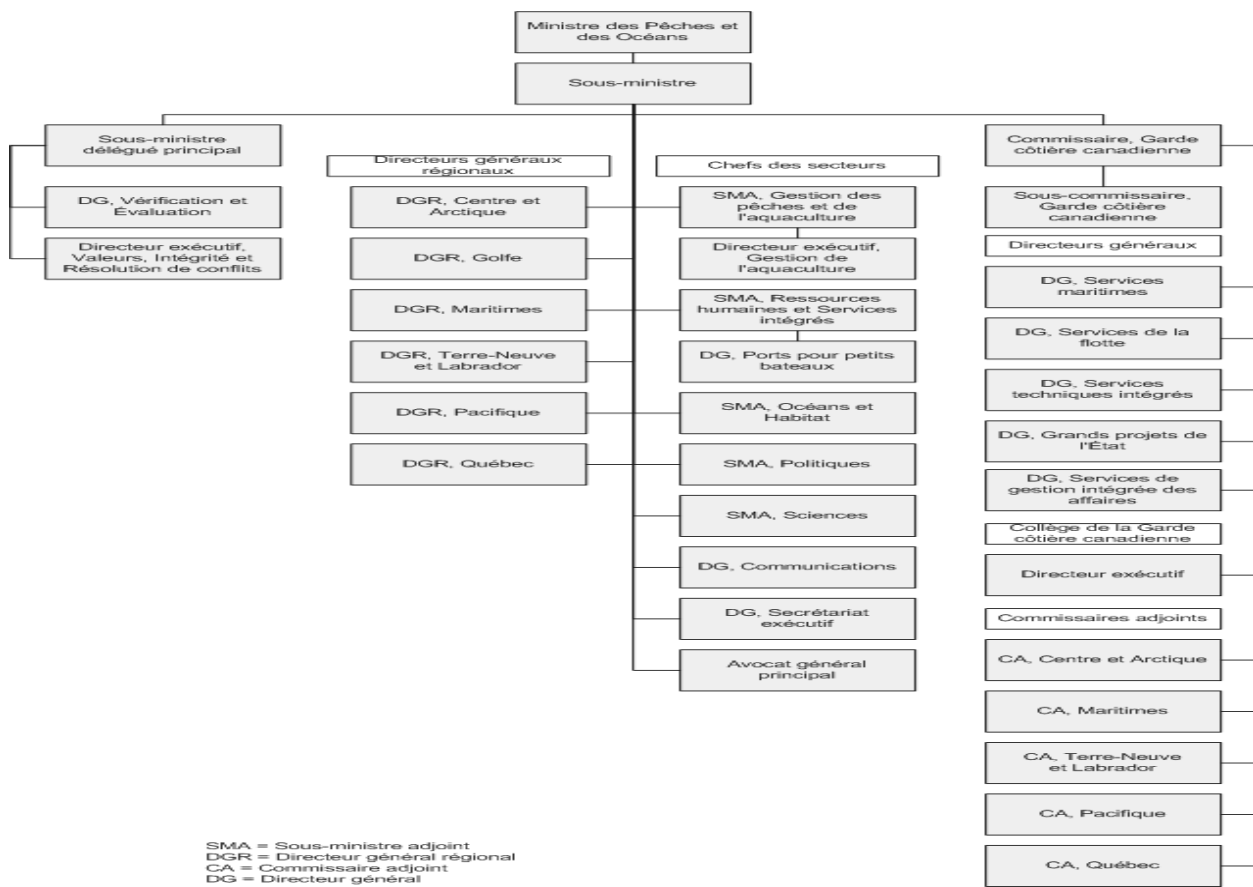 Ministre des Pêches et
des Océans
Sous-ministre
Sous-ministre
délégué principal
DG, Vérification et
Évaluation
Directeur exécutif,
Valeurs, Intégrité et
Résolution de conflits
Directeurs généraux
régionaux
DGR, Centre et
Arctique
DGR, Golfe
DGR, Maritimes
DGR, Terre-Neuve
et Labrador
DGR, Pacifique
DGR, Québec
Chefs des secteurs
SMA, Gestion des
pêches et de
l'aquaculture
Directeur exécutif,
Gestion de
l'aquaculture
SMA, Ressources
humaines et Services
intégrés
DG, Ports pour petits
bateaux
SMA, Océans et
Habitat
SMA, Politiques
SMA, Sciences
DG, Communications
DG, Secrétariat
exécutif
Avocat général
principal
Commissaire, Garde
côtière canadienne
Sous-commissaire,
Garde côtière
canadienne
Directeurs généraux
DG, Services
maritimes
DG, Services de la
flotte
DG, Services
techniques intégrés
DG, Grands projets de
l'État
DG, Services de
gestion intégrée des
affaires
Collège de la Garde
côtière canadienne
Directeur exécutif
Commissaires adjoints
CA, Centre et Arctique
CA, Maritimes
CA, Terre-Neuve
et Labrador
CA, Pacifique
CA, Québec
SMA = Sous-ministre adjoint
DGR = Directeur général régional
CA = Commissaire adjoint
DG = Directeur général